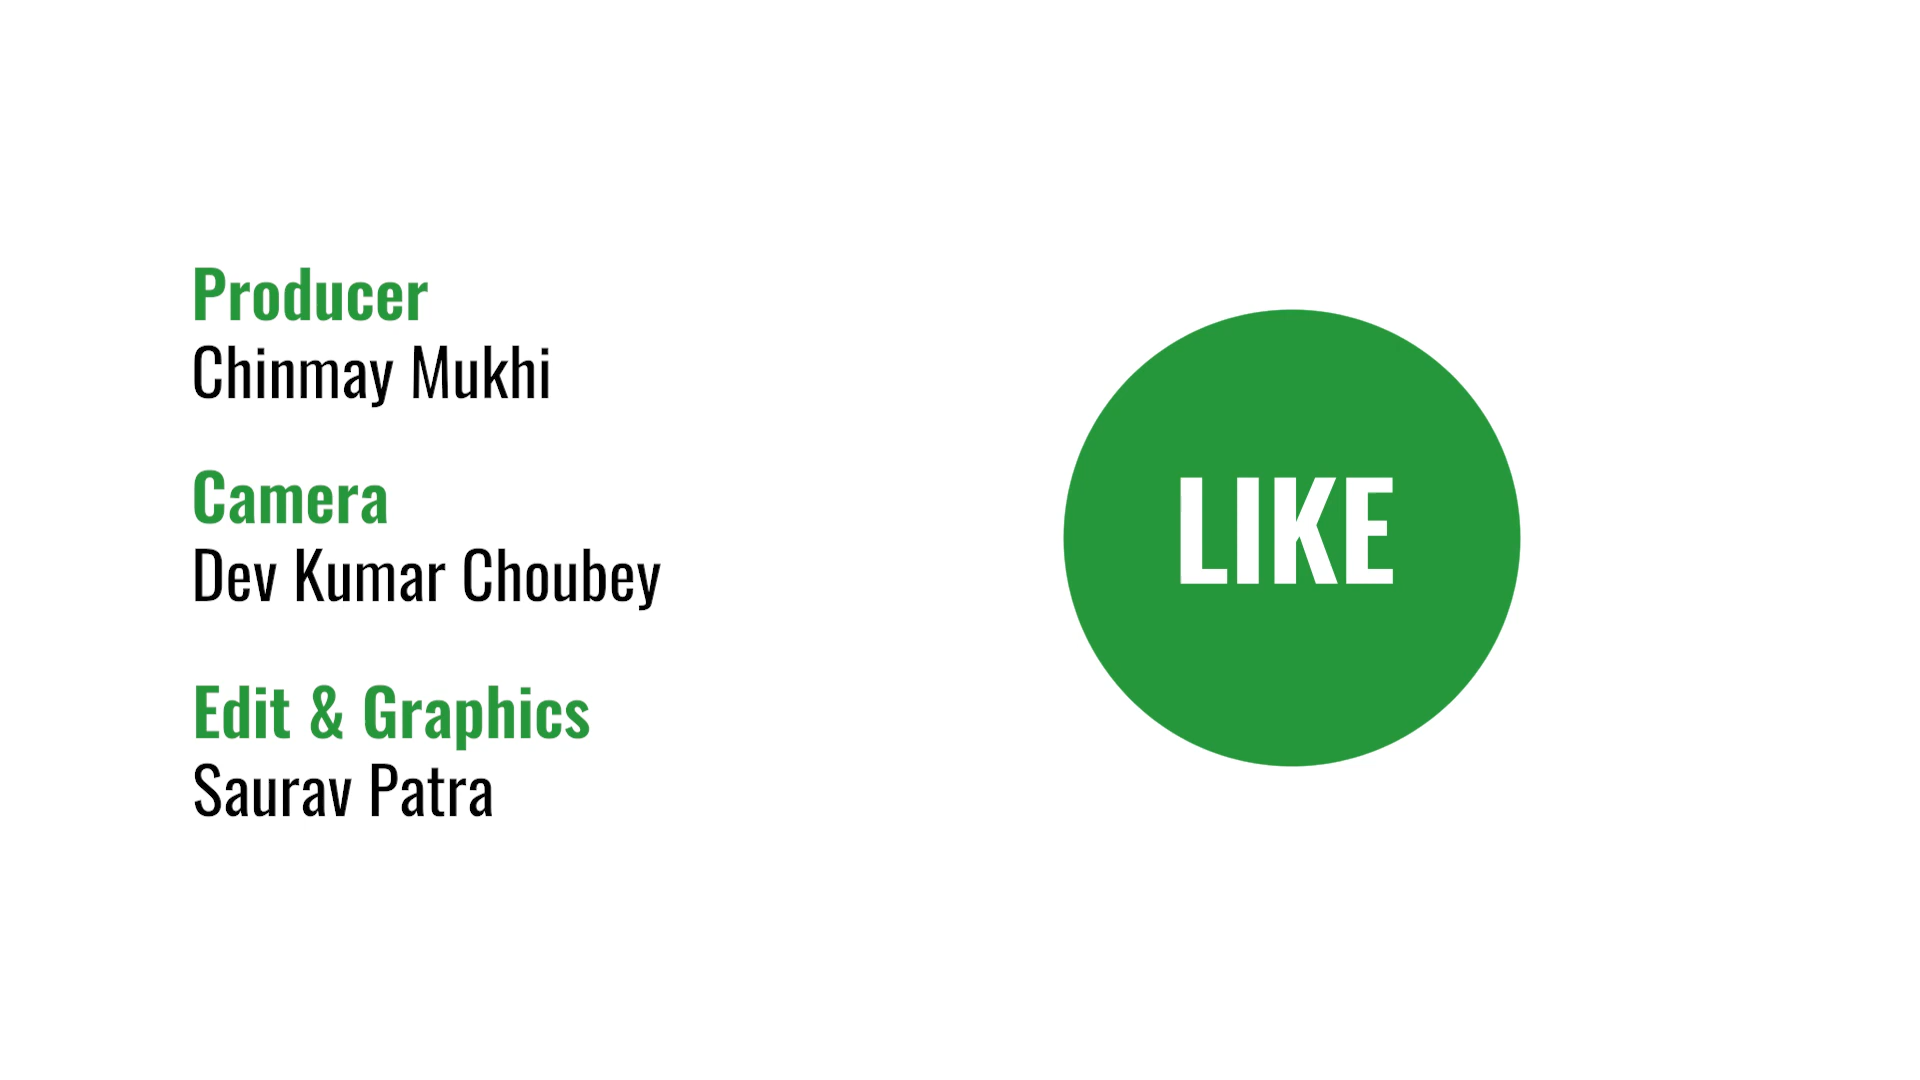 Producer
Chinmay Mukhi
Camera
Dev Kumar Choubey
Edit & Graphics
Saurav Patra
LIKE